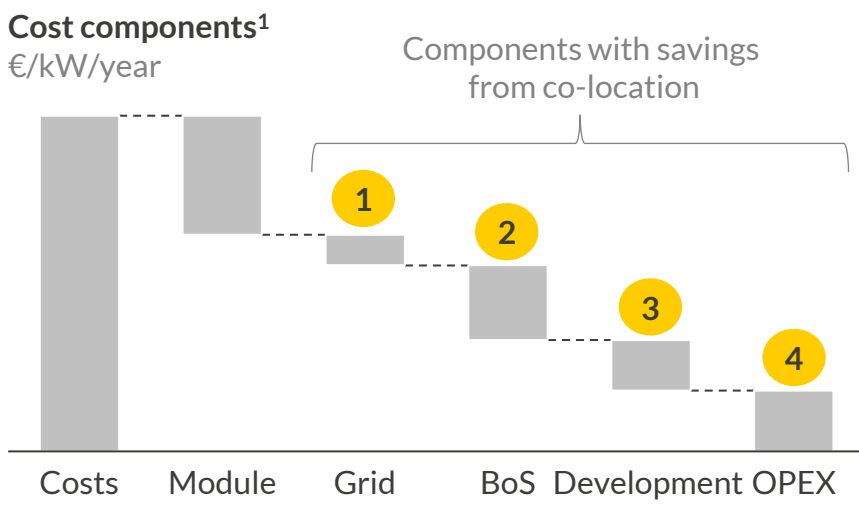 Cost components¹
€/kW/year
Components with savings
from co-location
1
2
3
4
Costs Module Grid BoS Development OPEX